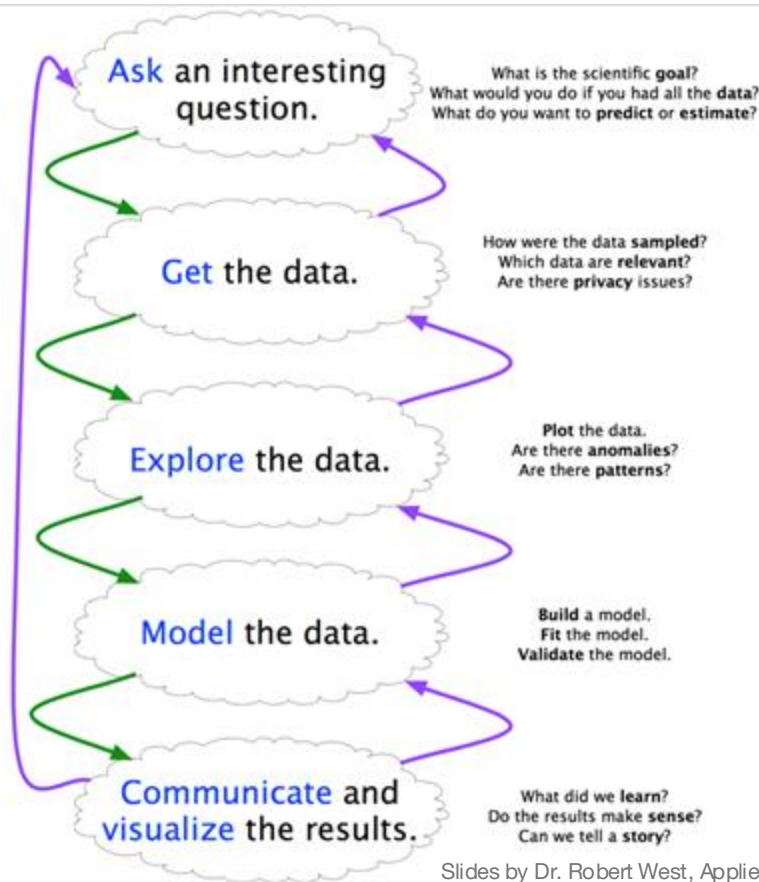 Ask an interesting
question.
What is the scientific goal?
What would you do if you had all the data?
What do you want to predict or estimate?
Get the data.
How were the data sampled?
Which data are relevant?
Are there privacy issues?
Explore the data.
Plot the data.
Are there anomalies?
Are there patterns?
Model the data.
Build a model.
Fit the model.
Validate the model.
Communicate and
visualize the results.
What did we learn?
Do the results make sense?
Can we tell a story?
Slides by Dr. Robert West, Applie